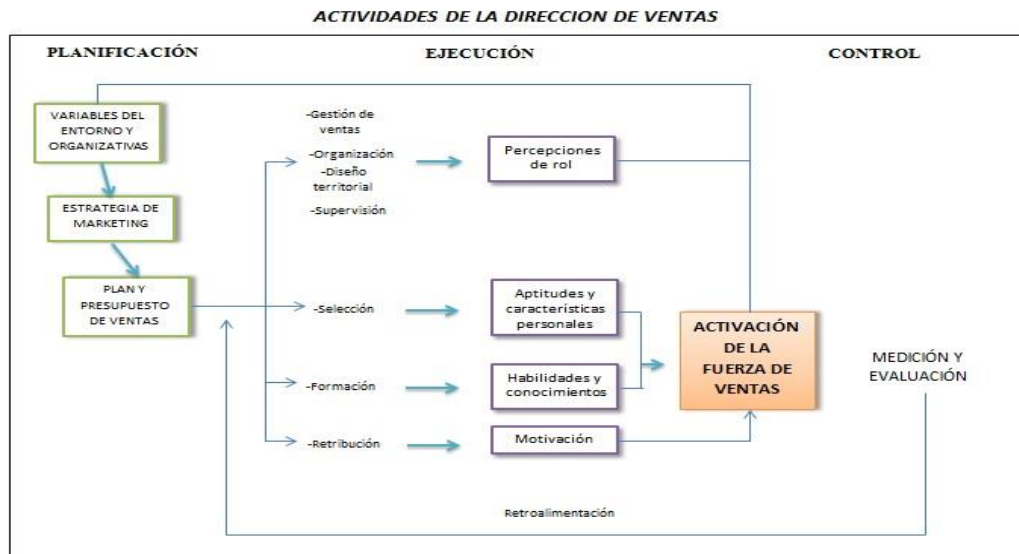 ACTIVIDADES DE LA DIRECCION DE VENTAS
PLANIFICACIÓN
EJECUCIÓN
CONTROL
VARIABLES DEL
ENTORNO Y
ORGANIZATIVAS
ESTRATEGIA DE
MARKETING
PLAN Y
PRESUPUESTO
DE VENTAS
-Gestión de
ventas
-Organización
-Diseño
territorial
-Supervisión
Percepciones
de rol
-Selección
Aptitudes y
características
personales
-Formación
Habilidades y
conocimientos
-Retribución
Motivación
ACTIVACIÓN
DE LA
FUERZA DE
VENTAS
MEDICIÓN Y
EVALUACIÓN
Retroalimentación